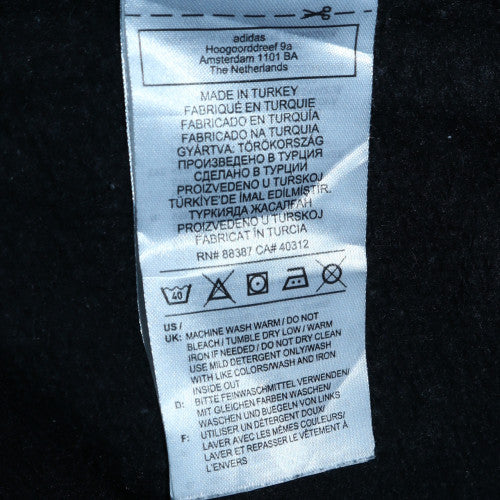 adidas
Hoogoorddreef 9a
Amsterdam 1101 BA
The Netherlands
MADE IN TURKEY
FABRIQUÉ EN TURQUIE
FABRICADO EN TURQUÍA
FABRICADO NA TURQUIA
GYÁRTVA: TÖRÖKORSZÁG
ПРОИЗВЕДЕНО В ТУРЦИЯ
СДЕЛАНО В ТУРЦИИ
PROIZVEDENO U TURSKOJ
TÜRKİYE'DE İMAL EDİLMİŞTİR.
ТУРКИЯДА ЖАСАЛҒАН
PROIZVEDENO U TURSKOJ
FABRICAT ÎN TURCIA
RN# 88387 CA# 40312
40
US /
UK: MACHINE WASH WARM / DO NOT
BLEACH / TUMBLE DRY LOW / WARM
IRON IF NEEDED / DO NOT DRY CLEAN
USE MILD DETERGENT ONLY/WASH
WITH LIKE COLORS/WASH AND IRON
INSIDE OUT
D: BITTE FEINWASCHMITTEL VERWENDEN/
MIT GLEICHEN FARBEN WASCHEN/
WASCHEN UND BUEGELN VON LINKS
F: UTILISER UN DÉTERGENT DOUX/
LAVER AVEC LES MÊMES COULEURS/
LAVER ET REPASSER LE VÊTEMENT À
L'ENVERS